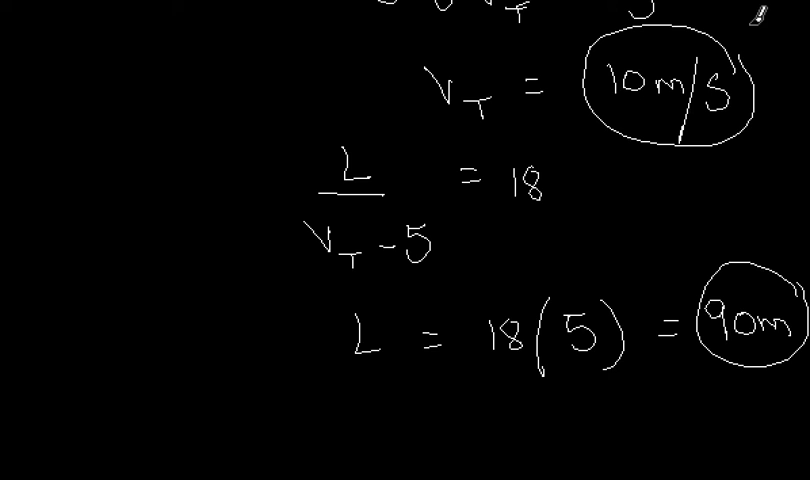 V_T = 10m/s
L / (V_T - 5) = 18
L = 18(5) = 90m